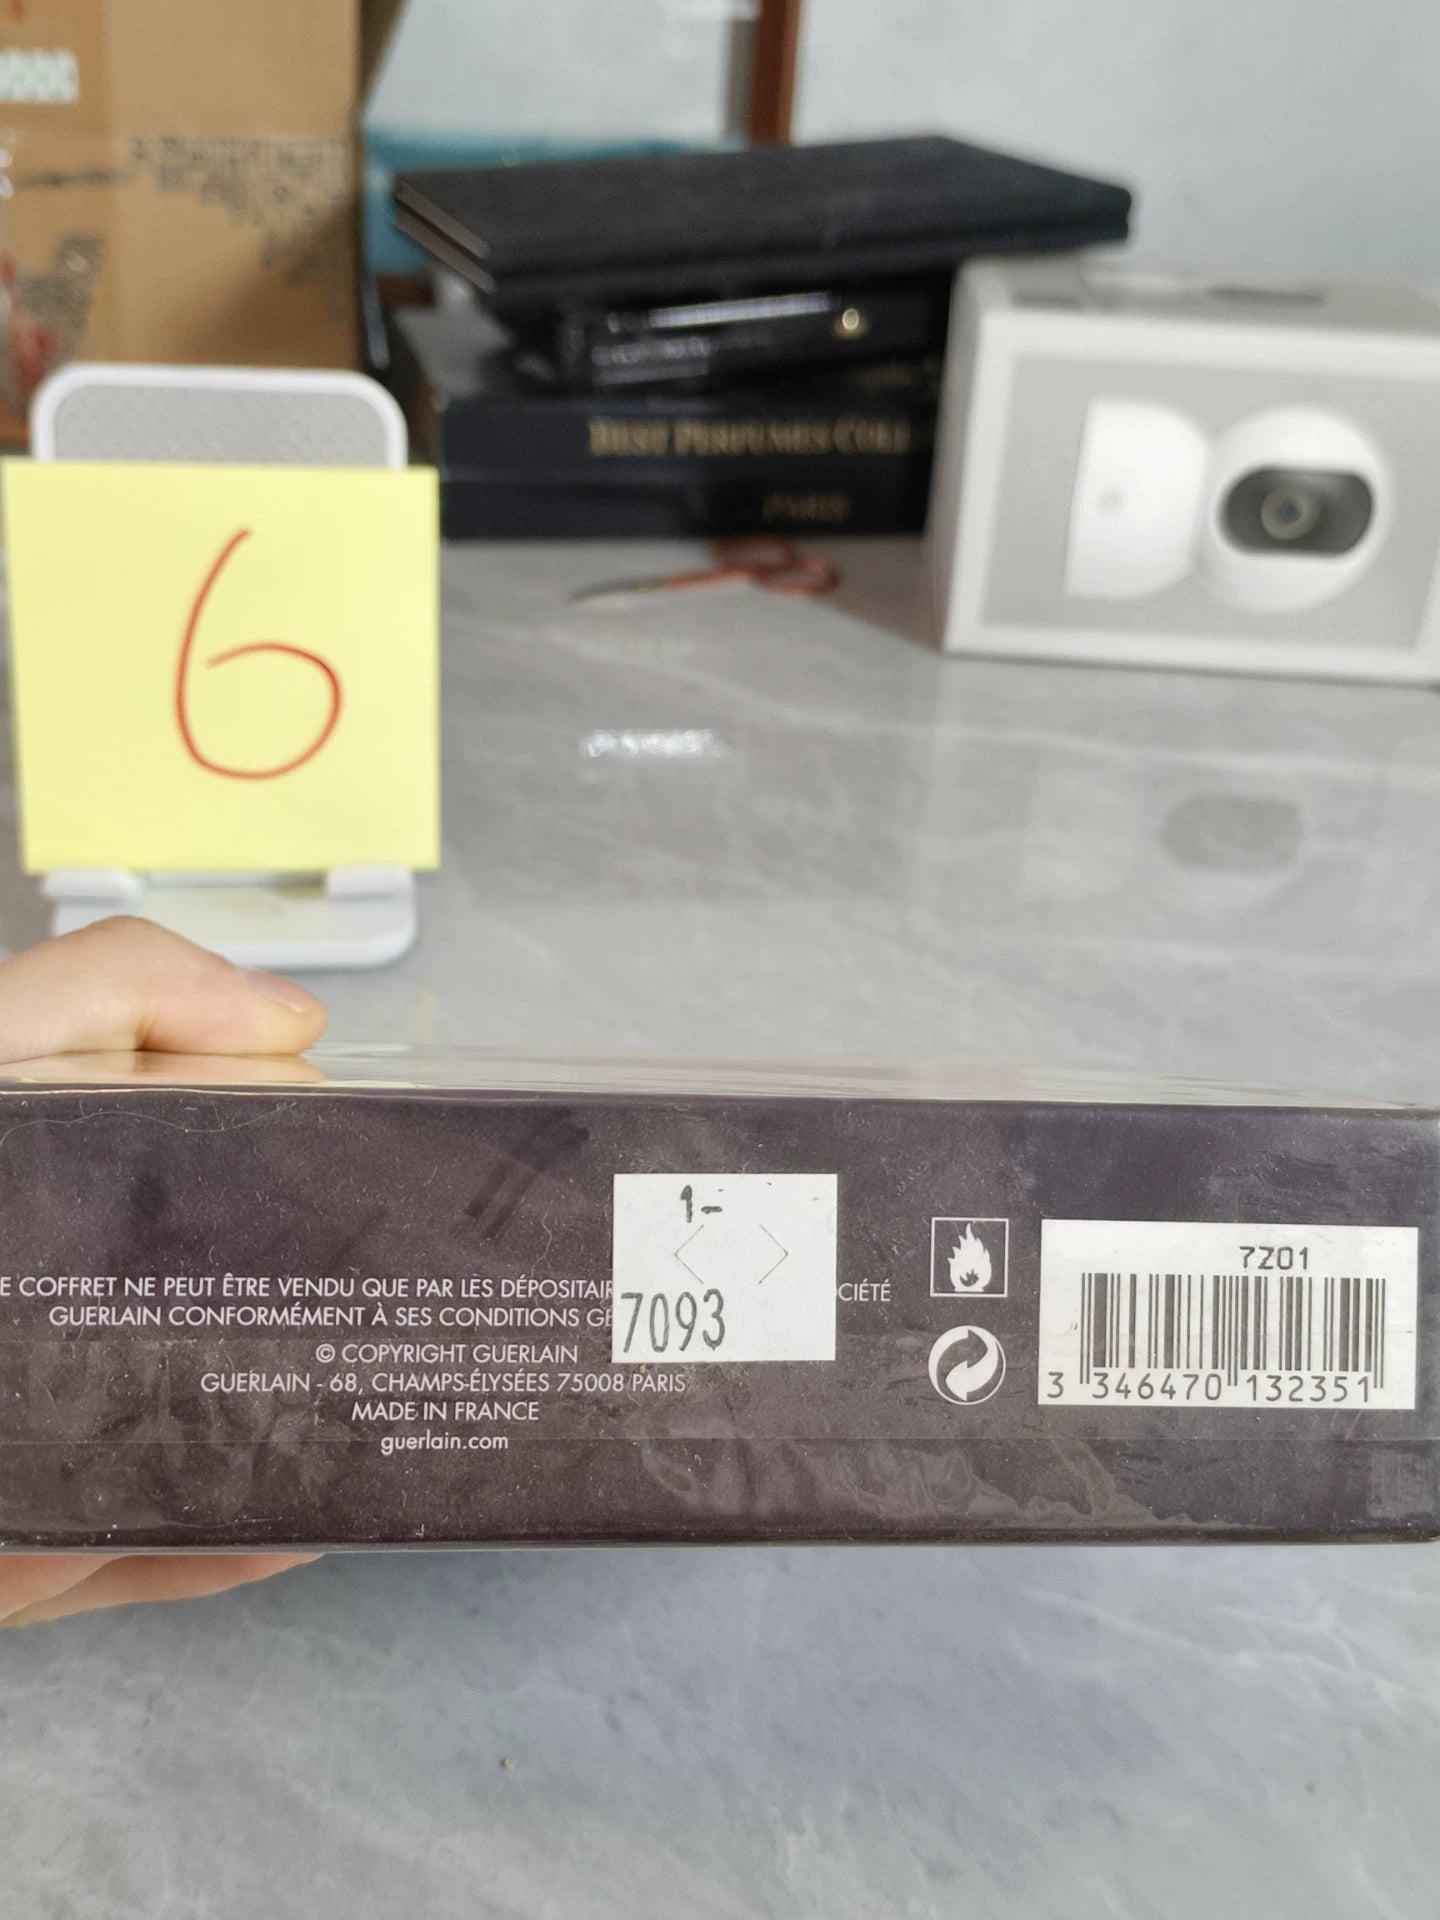 BEST PERFUMES COLL
PARIS
6
1-
7093
E COFFRET NE PEUT ÊTRE VENDU QUE PAR LES DÉPOSITAIR
OCIÉTÉ
GUERLAIN CONFORMÉMENT À SES CONDITIONS GE
© COPYRIGHT GUERLAIN
GUERLAIN - 68, CHAMPS-ÉLYSÉES 75008 PARIS
MADE IN FRANCE
guerlain.com
7Z01
3 346470 132351